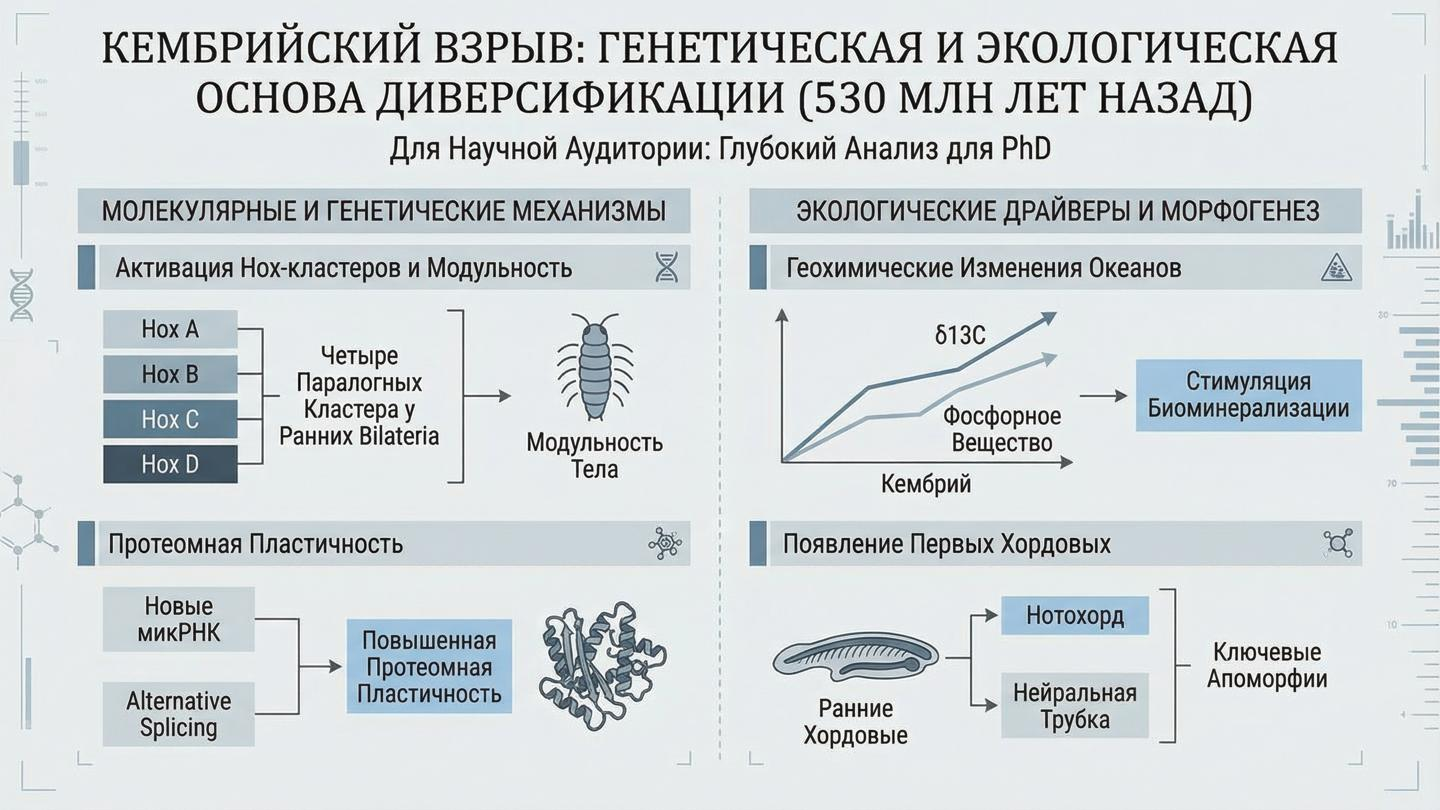 КЕМБРИЙСКИЙ ВЗРЫВ: ГЕНЕТИЧЕСКАЯ И ЭКОЛОГИЧЕСКАЯ
ОСНОВА ДИВЕРСИФИКАЦИИ (530 МЛН ЛЕТ НАЗАД)
Для Научной Аудитории: Глубокий Анализ для PhD
МОЛЕКУЛЯРНЫЕ И ГЕНЕТИЧЕСКИЕ МЕХАНИЗМЫ
Активация Hox-кластеров и Модульность
Hox A
Hox B
Hox C
Hox D
Четыре
Паралогных
Кластера у
Ранних Bilateria
Модульность
Тела
Протеомная Пластичность
Новые
микРНК
Alternative
Splicing
Повышенная
Протеомная
Пластичность
ЭКОЛОГИЧЕСКИЕ ДРАЙВЕРЫ И МОРФОГЕНЕЗ
Геохимические Изменения Океанов
δ13C
Фосфорное
Вещество
Кембрий
Стимуляция
Биоминерализации
Появление Первых Хордовых
Ранние
Хордовые
Нотохорд
Нейральная
Трубка
Ключевые
Апоморфии
70
10